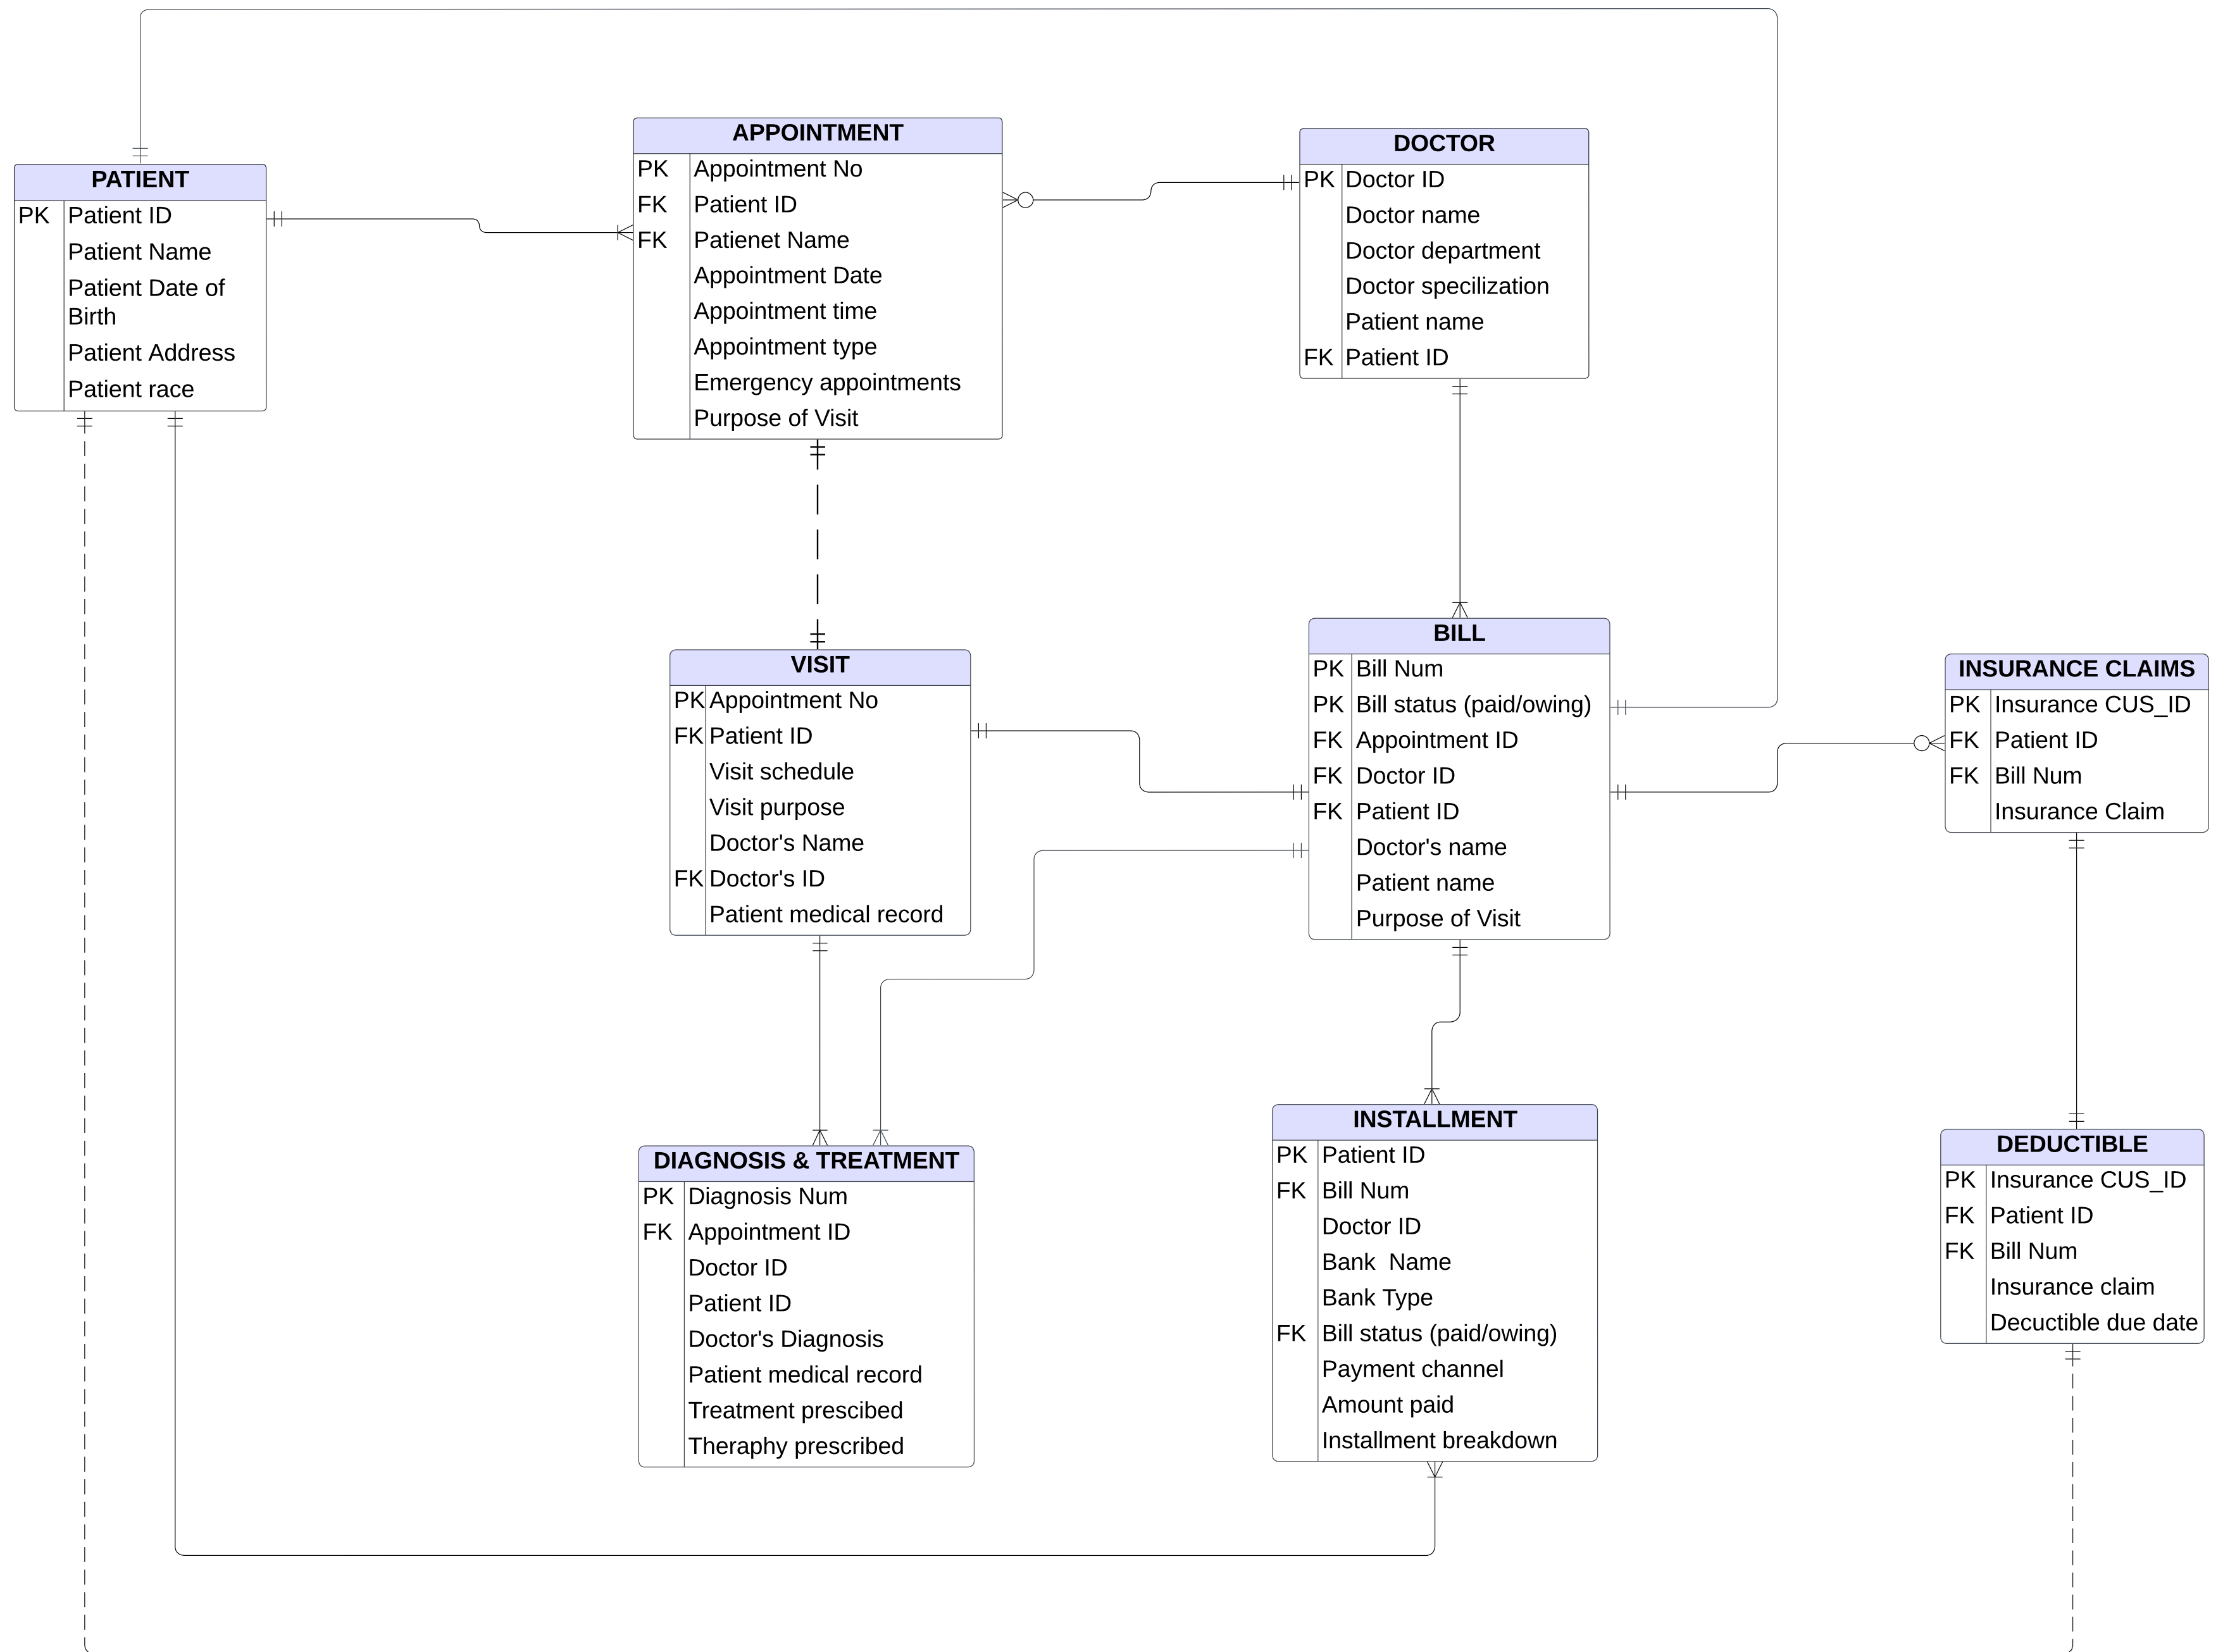 PATIENT
PK Patient ID
Patient Name
Patient Date of
Birth
Patient Address
Patient race
APPOINTMENT
PK Appointment No
FK Patient ID
FK Patienet Name
Appointment Date
Appointment time
Appointment type
Emergency appointments
Purpose of Visit
DOCTOR
PK Doctor ID
Doctor name
Doctor department
Doctor specilization
Patient name
FK Patient ID
VISIT
PK Appointment No
FK Patient ID
Visit schedule
Visit purpose
Doctor's Name
FK Doctor's ID
Patient medical record
BILL
PK Bill Num
PK Bill status (paid/owing)
FK Appointment ID
FK Doctor ID
FK Patient ID
Doctor's name
Patient name
Purpose of Visit
INSURANCE CLAIMS
PK Insurance CUS_ID
FK Patient ID
FK Bill Num
Insurance Claim
DIAGNOSIS & TREATMENT
PK Diagnosis Num
FK Appointment ID
Doctor ID
Patient ID
Doctor's Diagnosis
Patient medical record
Treatment prescibed
Theraphy prescribed
INSTALLMENT
PK Patient ID
FK Bill Num
Doctor ID
Bank Name
Bank Type
FK Bill status (paid/owing)
Payment channel
Amount paid
Installment breakdown
DEDUCTIBLE
PK Insurance CUS_ID
FK Patient ID
FK Bill Num
Insurance claim
Decuctible due date